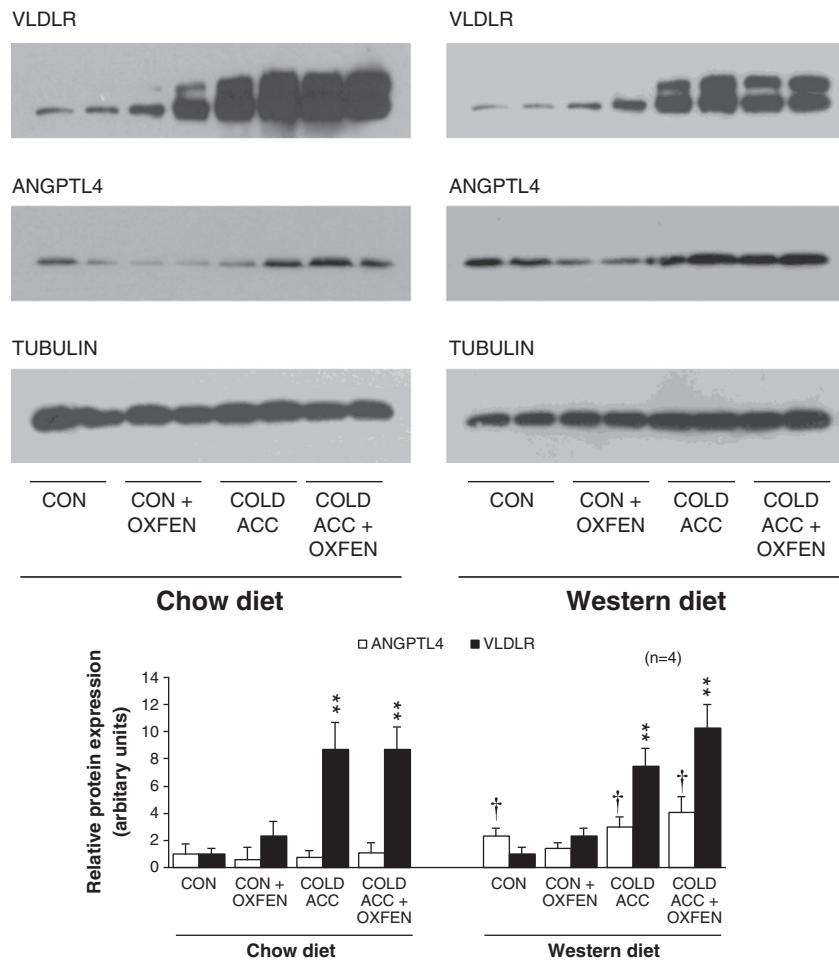 VLDLR
VLDLR
ANGPTL4
ANGPTL4
TUBULIN
TUBULIN
CON
CON +
OXFEN
COLD
ACC
COLD
ACC +
OXFEN
CON
CON +
OXFEN
COLD
ACC
COLD
ACC +
OXFEN
Chow diet
Western diet
ANGPTL4
VLDLR
(n=4)
Relative protein expression
(arbitary units)
14
12
10
8
6
4
2
0
**
**
†
†
**
†
**
CON
CON +
OXFEN
COLD
ACC
COLD
ACC +
OXFEN
CON
CON +
OXFEN
COLD
ACC
COLD
ACC +
OXFEN
Chow diet
Western diet